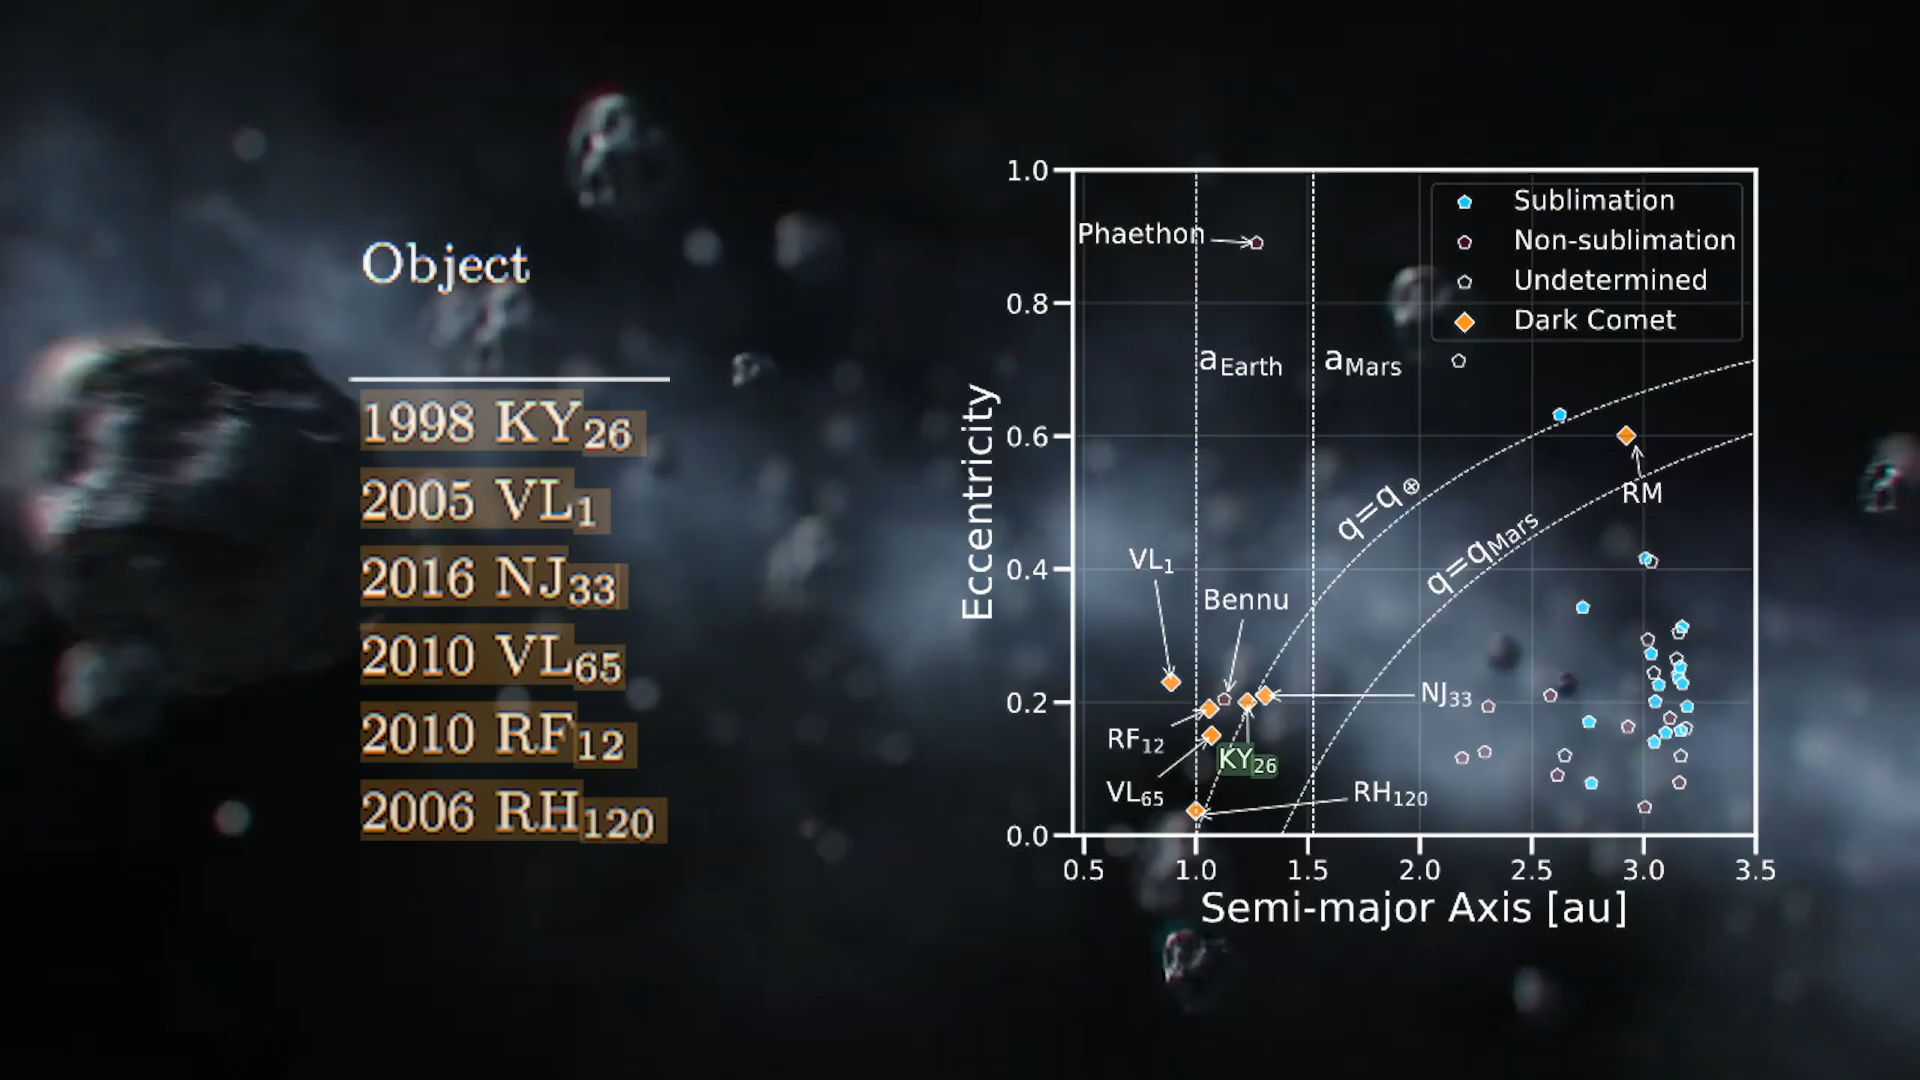 Object
1998 KY₂₆
2005 VL₁
2016 NJ₃₃
2010 VL₆₅
2010 RF₁₂
2006 RH₁₂₀
1.0
0.8
0.6
0.4
0.2
0.0
Eccentricity
Phaethon
Sublimation
Non-sublimation
Undetermined
Dark Comet
a_Earth
a_Mars
q=q⊕
q=q_Mars
RM
VL₁
Bennu
NJ₃₃
RF₁₂
KY₂₆
VL₆₅
RH₁₂₀
0.5 1.0 1.5 2.0 2.5 3.0 3.5
Semi-major Axis [au]